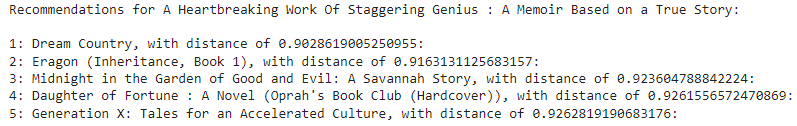 Recommendations for A Heartbreaking Work Of Staggering Genius : A Memoir Based on a True Story:
1: Dream Country, with distance of 0.9028619005250955:
2: Eragon (Inheritance, Book 1), with distance of 0.9163131125683157:
3: Midnight in the Garden of Good and Evil: A Savannah Story, with distance of 0.923604788842224:
4: Daughter of Fortune : A Novel (Oprah's Book Club (Hardcover)), with distance of 0.9261556572470869:
5: Generation X: Tales for an Accelerated Culture, with distance of 0.9262819190683176: